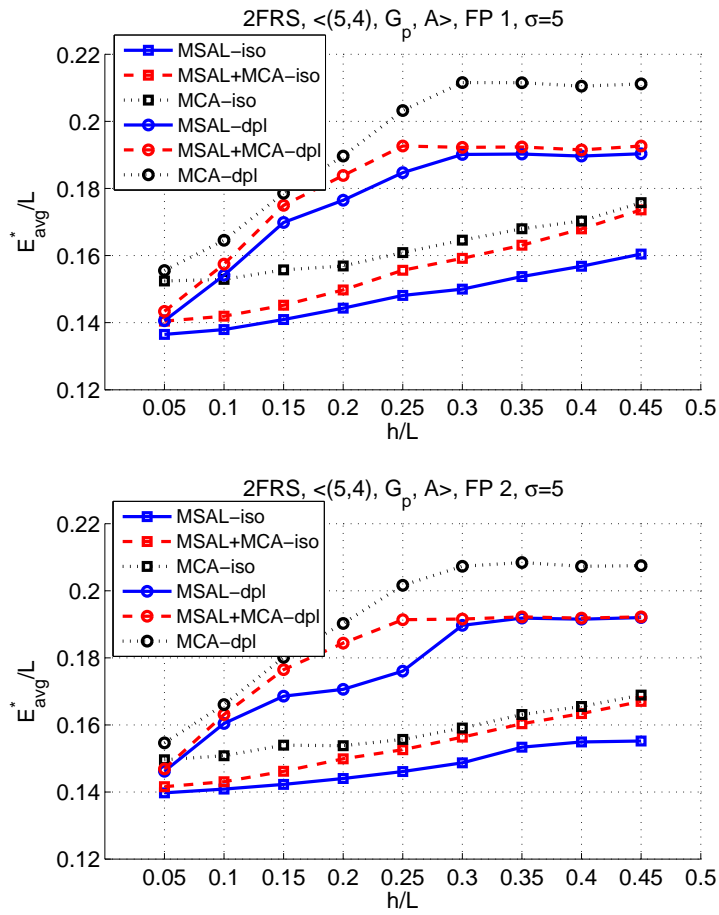 2FRS, <(5,4), Gp, A>, FP 1, σ=5
0.22
0.2
0.18
0.16
0.14
0.12
E*avg/L
MSAL−iso
MSAL+MCA−iso
MCA−iso
MSAL−dpl
MSAL+MCA−dpl
MCA−dpl
0.05 0.1 0.15 0.2 0.25 0.3 0.35 0.4 0.45 0.5
h/L
2FRS, <(5,4), Gp, A>, FP 2, σ=5
0.22
0.2
0.18
0.16
0.14
0.12
E*avg/L
MSAL−iso
MSAL+MCA−iso
MCA−iso
MSAL−dpl
MSAL+MCA−dpl
MCA−dpl
0.05 0.1 0.15 0.2 0.25 0.3 0.35 0.4 0.45 0.5
h/L